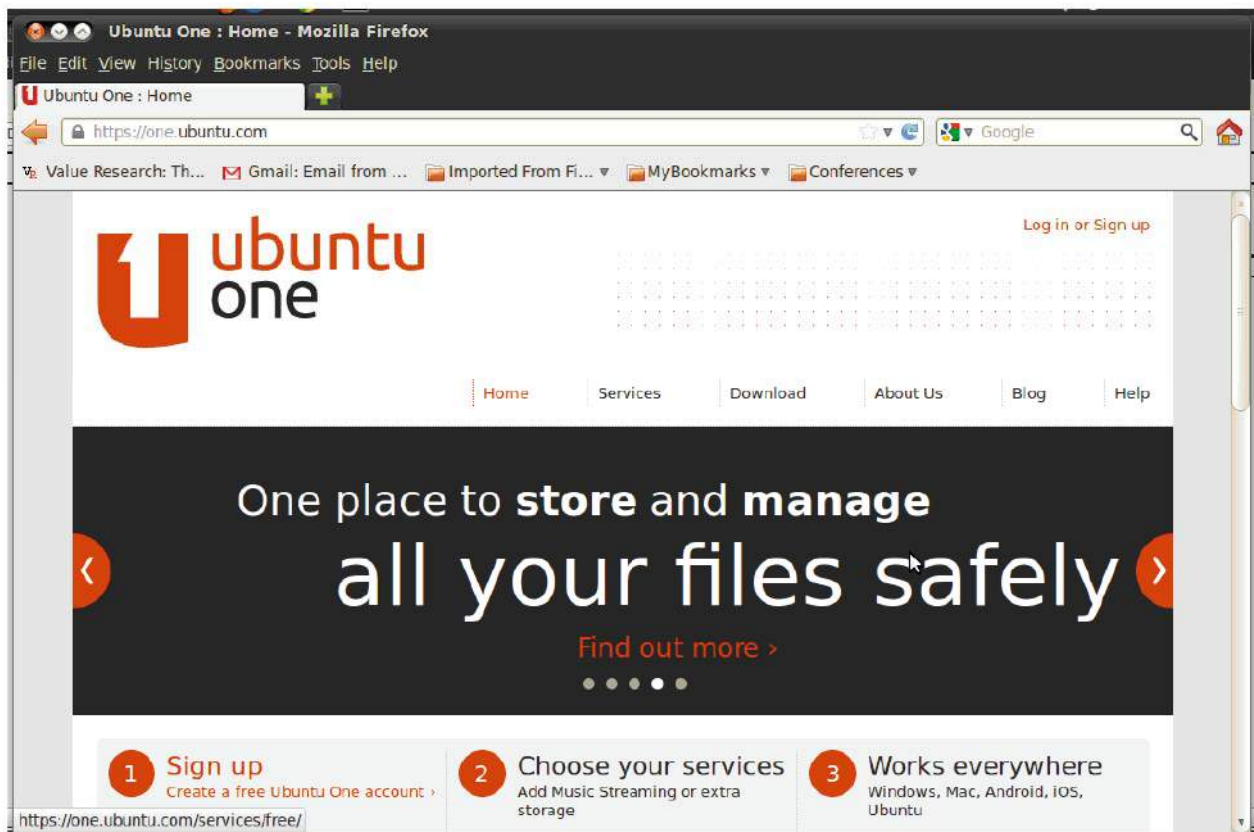 Ubuntu One : Home - Mozilla Firefox
File Edit View History Bookmarks Tools Help
Ubuntu One : Home
https://one.ubuntu.com
Google
Value Research: Th... Gmail: Email from ... Imported From Fi... MyBookmarks Conferences
ubuntu
one
Log in or Sign up
Home Services Download About Us Blog Help
One place to store and manage
all your files safely
Find out more ›
1 Sign up
Create a free Ubuntu One account ›
2 Choose your services
Add Music Streaming or extra
storage
3 Works everywhere
Windows, Mac, Android, iOS,
Ubuntu
https://one.ubuntu.com/services/free/